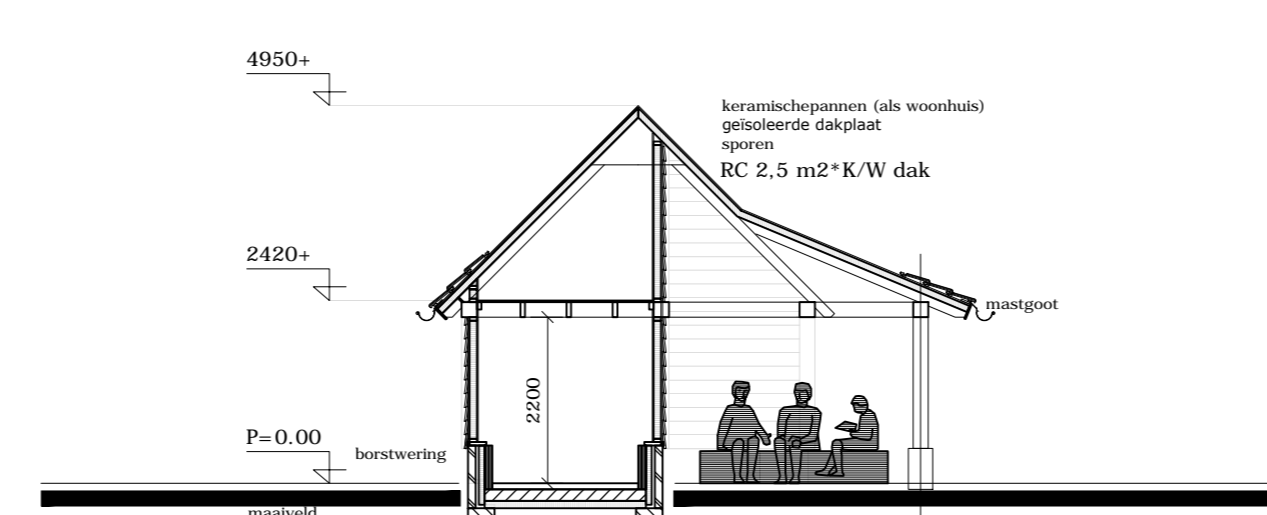 4950+
keramischepannen (als woonhuis)
geïsoleerde dakplaat
sporen
RC 2,5 m2*K/W dak
2420+
mastgoot
2200
P=0.00
borstwering
maaiveld